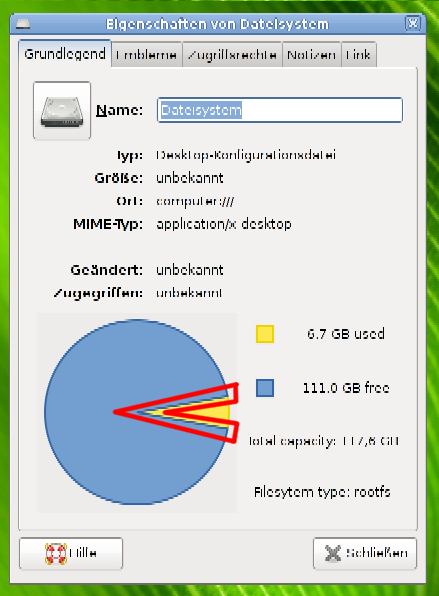 Eigenschaften von Dateisystem
Grundlegend Embleme Zugriffsrechte Notizen Link
Name: Dateisystem
Typ: Desktop-Konfigurationsdatei
Größe: unbekannt
Ort: computer:///
MIME-Typ: application/x-desktop
Geändert: unbekannt
Zugegriffen: unbekannt
6.7 GB used
111.0 GB free
Total capacity: 117,6 GB
Filesytem type: rootfs
Hilfe Schließen